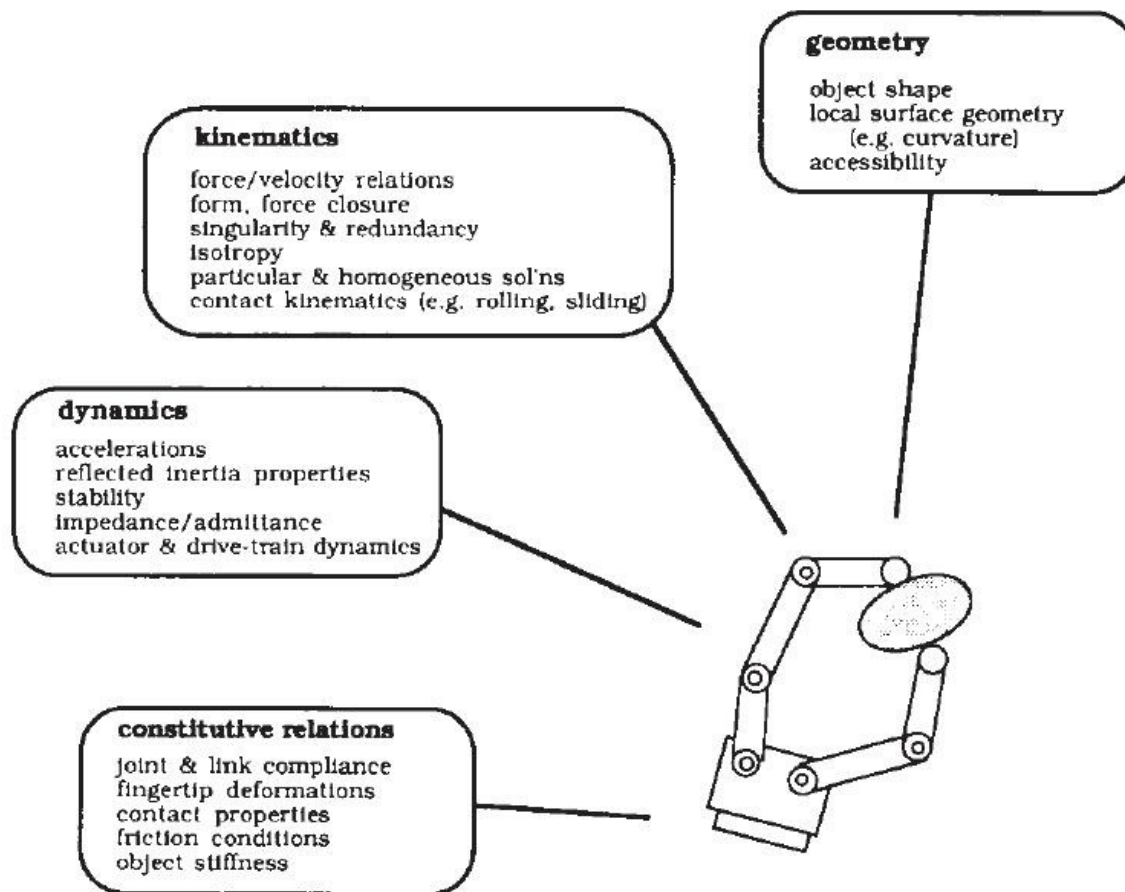 geometry
object shape
local surface geometry
(e.g. curvature)
accessibility
kinematics
force/velocity relations
form, force closure
singularity & redundancy
isotropy
particular & homogeneous sol'ns
contact kinematics (e.g. rolling, sliding)
dynamics
accelerations
reflected inertia properties
stability
impedance/admittance
actuator & drive-train dynamics
constitutive relations
joint & link compliance
fingertip deformations
contact properties
friction conditions
object stiffness